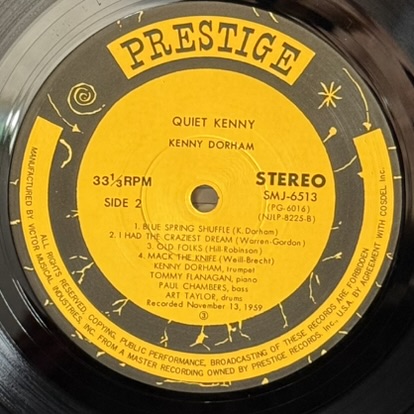 PRESTIGE
QUIET KENNY
KENNY DORHAM
33⅓RPM
SIDE 2
STEREO
SMJ-6513
(PG-6016)
(NJLP-8225-B)
1. BLUE SPRING SHUFFLE (K. Dorham)
2. I HAD THE CRAZIEST DREAM (Warren-Gordon)
3. OLD FOLKS (Hill Robinson)
4. MACK THE KNIFE (Weill-Brecht)
KENNY DORHAM, trumpet
TOMMY FLANAGAN, piano
PAUL CHAMBERS, bass
ART TAYLOR, drums
Recorded November 13, 1959
③
MANUFACTURED BY VICTOR MUSICAL INDUSTRIES, INC. FROM A MASTER RECORDING OWNED BY PRESTIGE RECORDS Inc. U.S.A. BY AGREEMENT WITH COSDEL Inc.
ALL RIGHTS RESERVED. COPYING, PUBLIC PERFORMANCE, BROADCASTING OF THESE RECORDS ARE FORBIDDEN